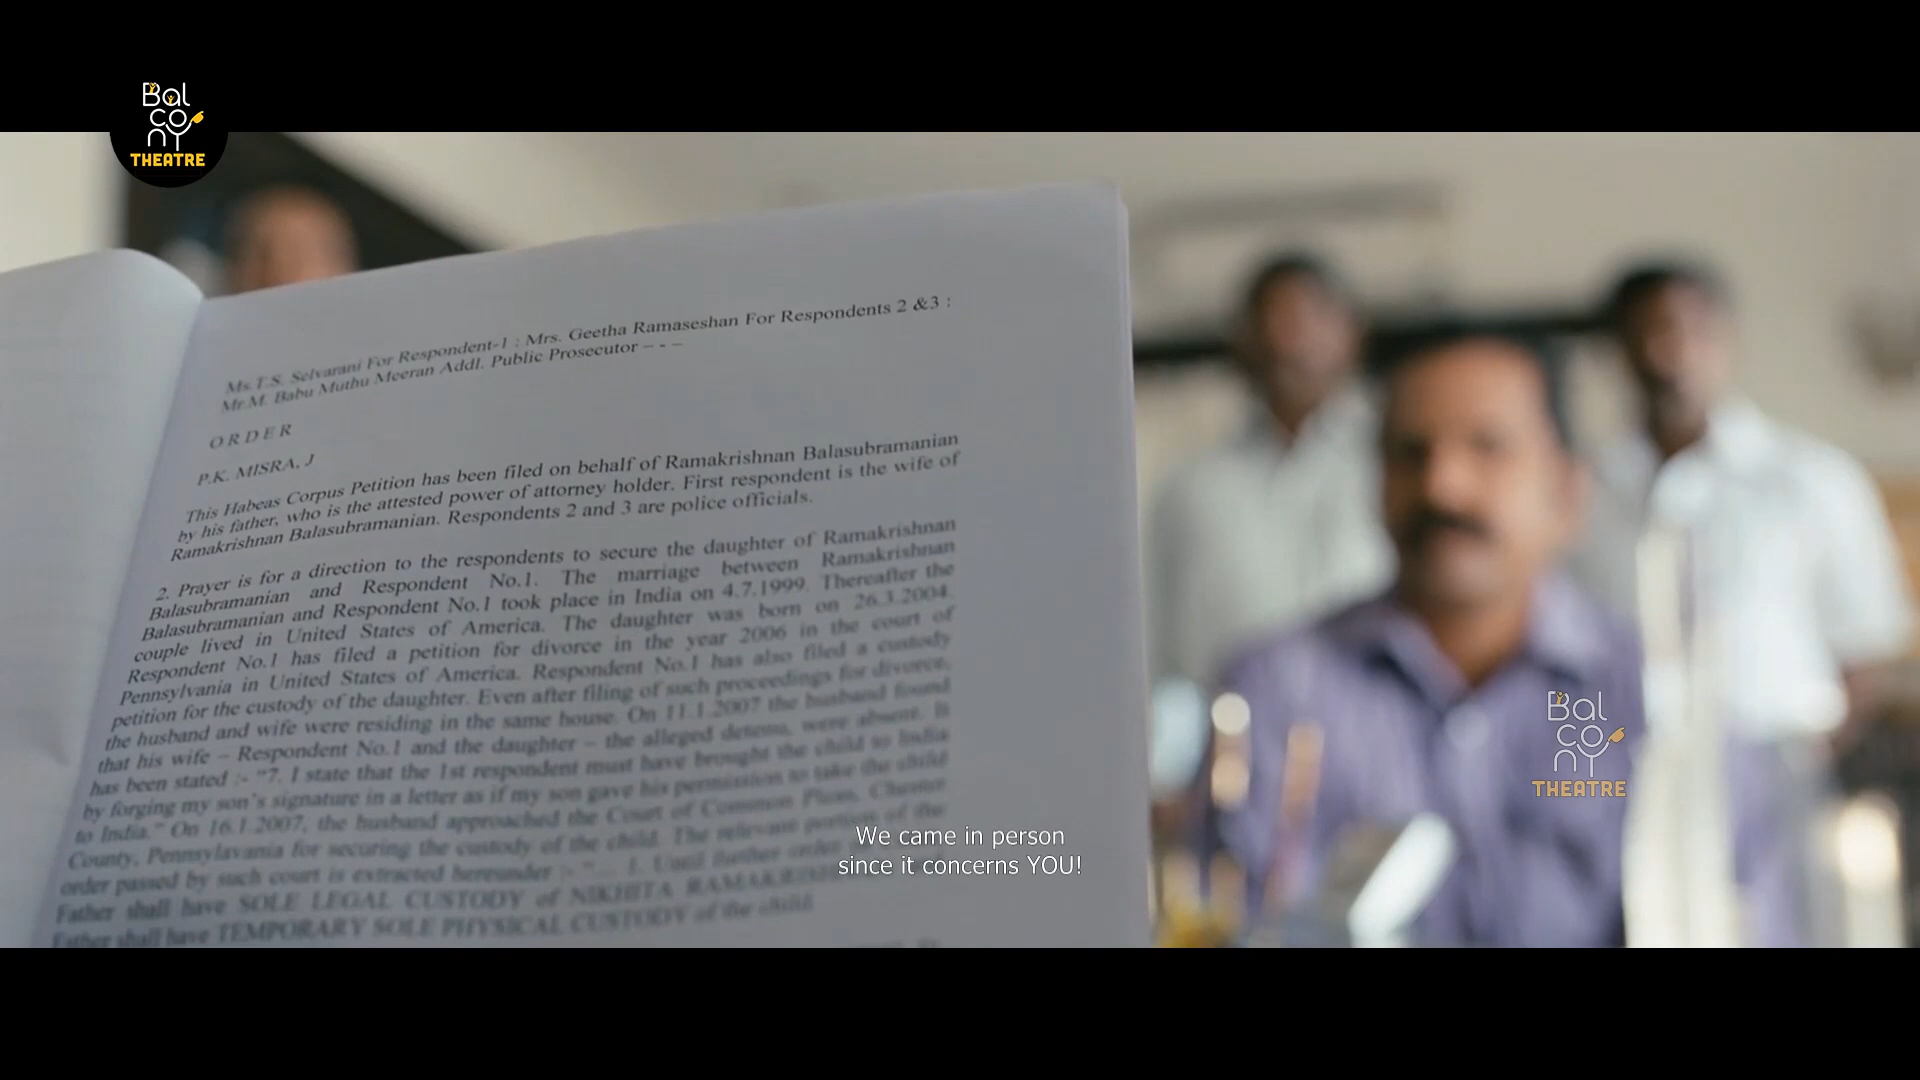 Bal
co
ny
THEATRE
Ms.T.S. Selvarani For Respondent-1 : Mrs. Geetha Ramaseshan For Respondents 2 &3 :
Mr.M. Babu Muthu Meeran Addl. Public Prosecutor – - –
O R D E R
P.K. MISRA, J
This Habeas Corpus Petition has been filed on behalf of Ramakrishnan Balasubramanian
by his father, who is the attested power of attorney holder. First respondent is the wife of
Ramakrishnan Balasubramanian. Respondents 2 and 3 are police officials.
2. Prayer is for a direction to the respondents to secure the daughter of Ramakrishnan
Balasubramanian and Respondent No.1. The marriage between Ramakrishnan
Balasubramanian and Respondent No.1 took place in India on 4.7.1999. Thereafter the
couple lived in United States of America. The daughter was born on 26.3.2004.
Respondent No.1 has filed a petition for divorce in the year 2006 in the court of
Pennsylvania in United States of America. Respondent No.1 has also filed a custody
petition for the custody of the daughter. Even after filing of such proceedings for divorce,
the husband and wife were residing in the same house. On 11.1.2007 the husband found
that his wife – Respondent No.1 and the daughter – the alleged detenu, were absent. It
has been stated :- "7. I state that the 1st respondent must have brought the child to India
by forging my son's signature in a letter as if my son gave his permission to take the child
to India." On 16.1.2007, the husband approached the Court of Common Pleas, Chester
County, Pennsylavania for securing the custody of the child. The relevant portion of the
order passed by such court is extracted hereunder :- "... 1. Until further order
Father shall have SOLE LEGAL CUSTODY of NIKHITA
Father shall have TEMPORARY SOLE PHYSICAL CUSTODY of the child
We came in person
since it concerns YOU!
Bal
co
ny
THEATRE